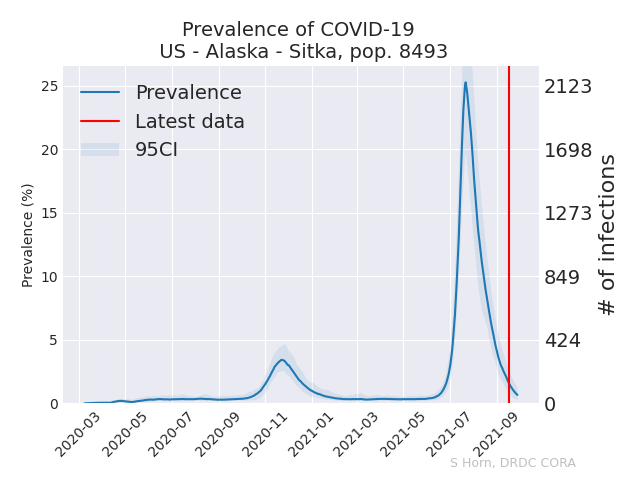 Prevalence of COVID-19
US - Alaska - Sitka, pop. 8493
Prevalence
Latest data
95CI
Prevalence (%)
25
20
15
10
5
0
2123
1698
1273
849
424
0
# of infections
2020-03
2020-05
2020-07
2020-09
2020-11
2021-01
2021-03
2021-05
2021-07
2021-09
S Horn, DRDC CORA